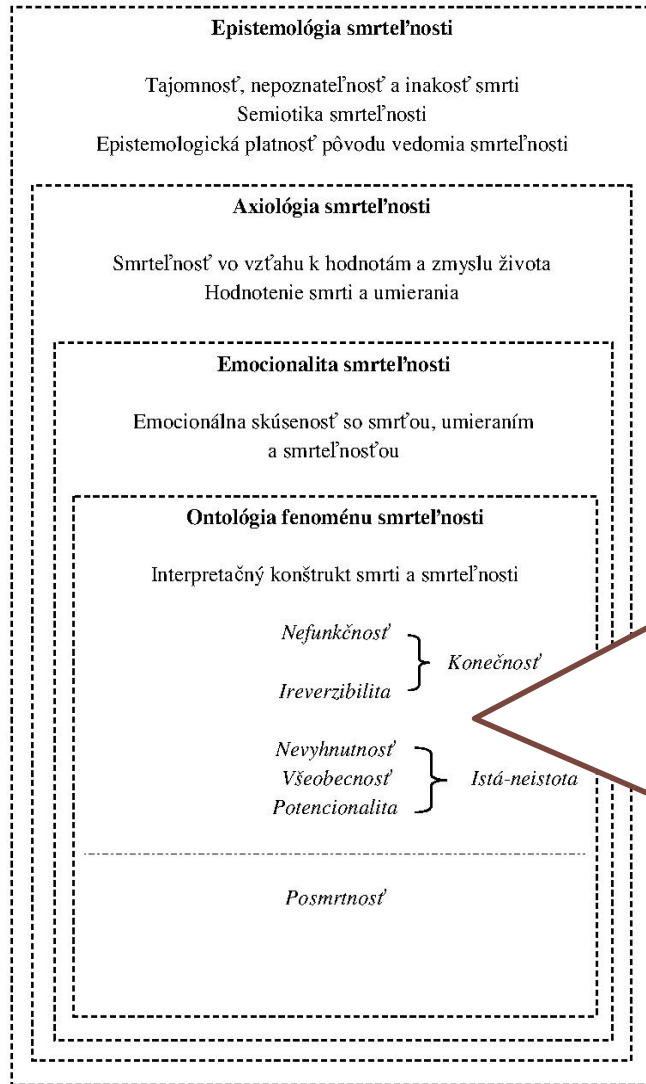 Epistemológia smrteľnosti
Tajomnosť, nepoznateľnosť a inakosť smrti
Semiotika smrteľnosti
Epistemologická platnosť pôvodu vedomia smrteľnosti
Axiológia smrteľnosti
Smrteľnosť vo vzťahu k hodnotám a zmyslu života
Hodnotenie smrti a umierania
Emocionalita smrteľnosti
Emocionálna skúsenosť so smrťou, umieraním
a smrteľnosťou
Ontológia fenoménu smrteľnosti
Interpretačný konštrukt smrti a smrteľnosti
Nefunkčnosť
Konečnosť
Ireverzibilita
Nevyhnutnosť
Všeobecnosť
Istá-neistota
Potencionalita
Posmrtnosť